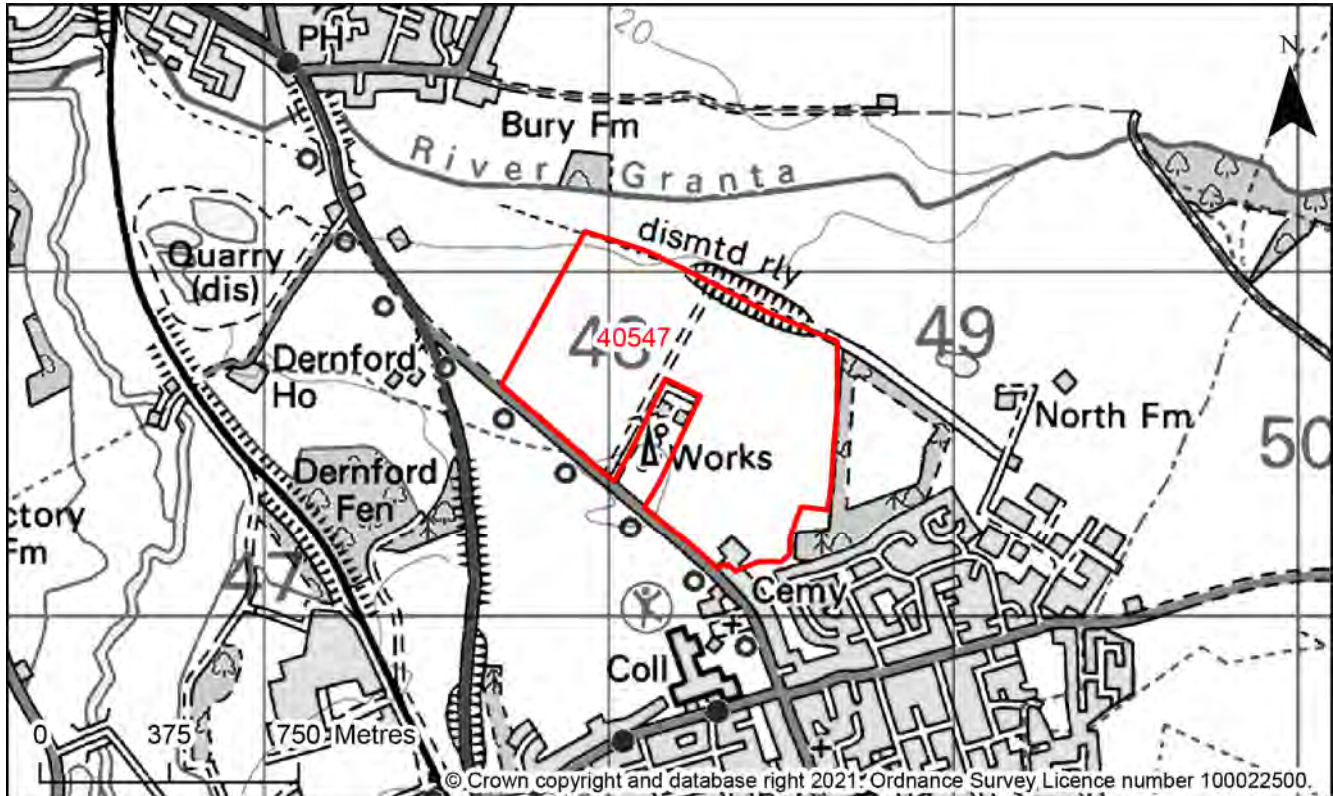 PH
20
N
Bury Fm
River Granta
dismtd rly
Quarry
(dis)
48
40547
49
Dernford
Ho
North Fm
50
Works
Dernford
Fen
ctory
Fm
47
Cemy
Coll
0 375 750 Metres
© Crown copyright and database right 2021. Ordnance Survey Licence number 100022500.